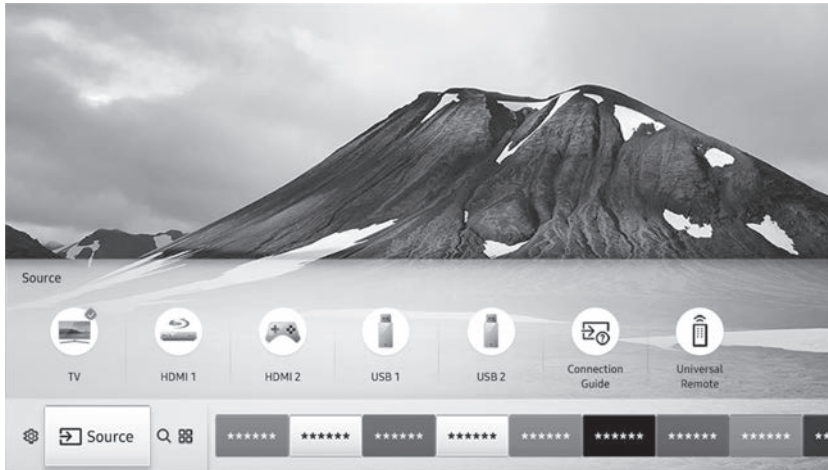 Source
TV
HDMI 1
HDMI 2
USB 1
USB 2
Connection
Guide
Universal
Remote
Source
****** ****** ****** ****** ****** ****** ****** ****** **